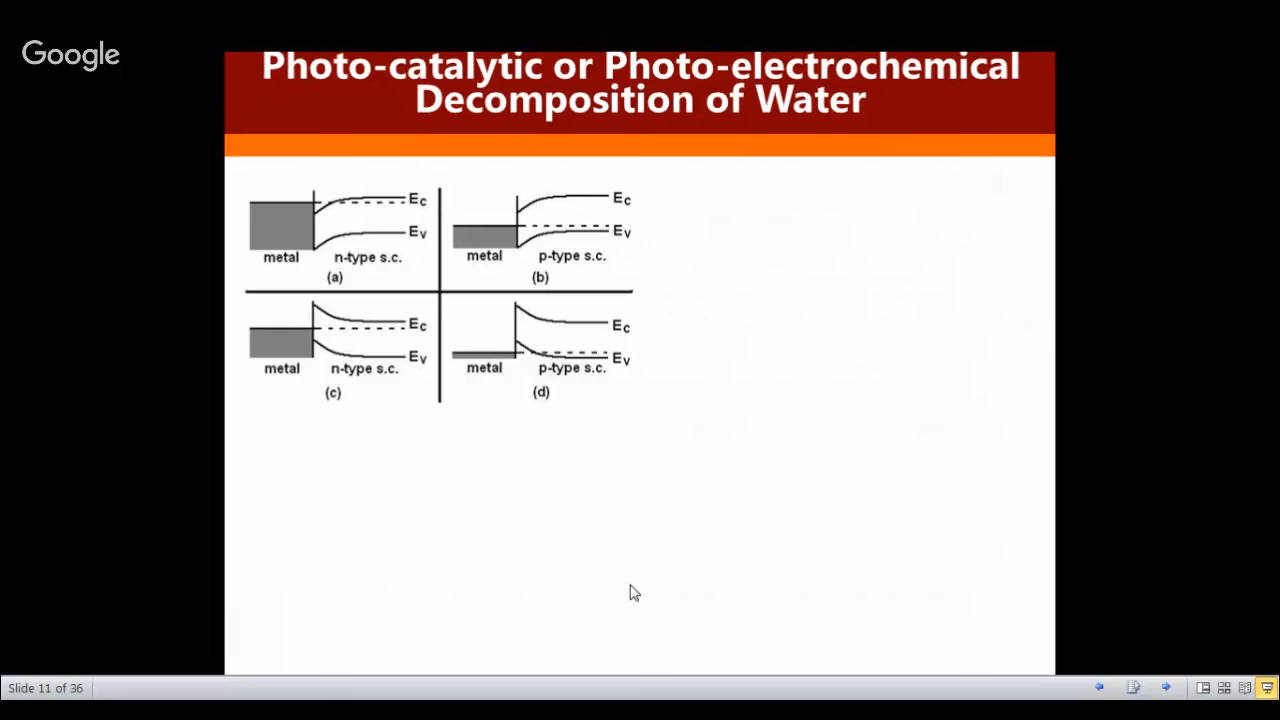 Google
Photo-catalytic or Photo-electrochemical
Decomposition of Water
Ec
Ev
metal n-type s.c.
(a)
Ec
Ev
metal p-type s.c.
(b)
Ec
Ev
metal n-type s.c.
(c)
Ec
Ev
metal p-type s.c.
(d)
Slide 11 of 36